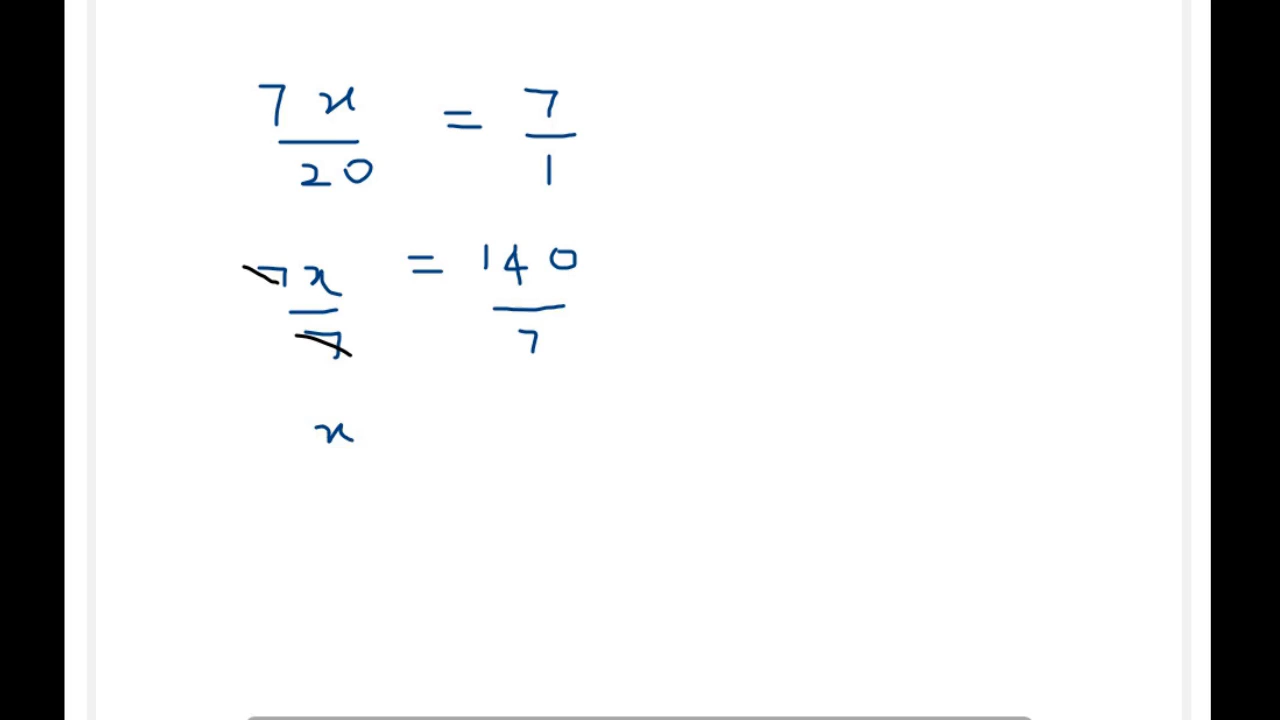 7x/20 = 7/1
7x/7 = 140/7
x